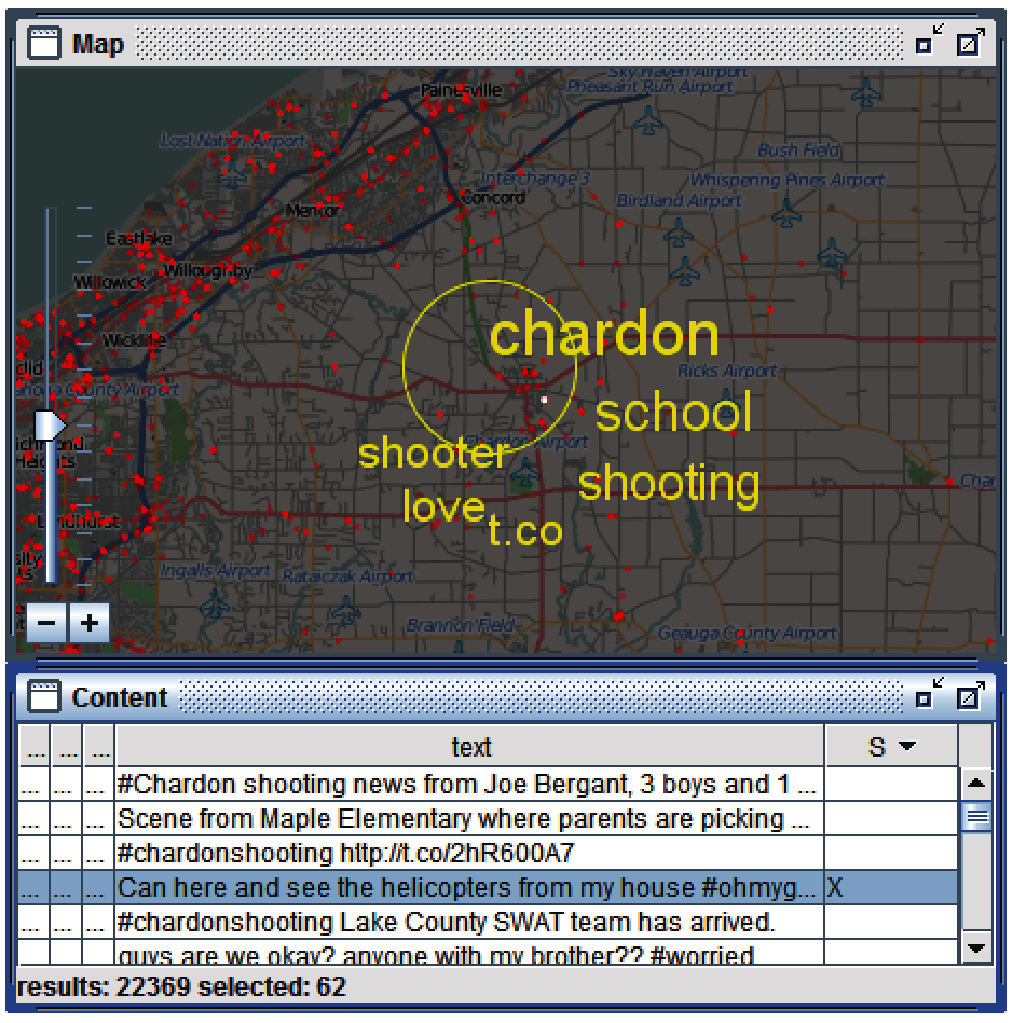 Map
Sky Haven Airport
Painesville
Pheasant Run Airport
Lost Nation Airport
Bush Field
Interchange 3
Whispering Pines Airport
Concord
Birdland Airport
Mentor
Eastlake
Willoughby
Willowick
chardon
Wickliffe
Ricks Airport
County Airport
school
Chardon Airport
shooter
shooting
Heights
love
t.co
Lyndhurst
Ingalls Airport
Rataiczak Airport
Brannon Field
Geauga County Airport
− +
Content
... ... ... text S
... ... ... #Chardon shooting news from Joe Bergant, 3 boys and 1 ...
... ... ... Scene from Maple Elementary where parents are picking ...
... ... ... #chardonshooting http://t.co/2hR600A7
... ... ... Can here and see the helicopters from my house #ohmyg... X
... ... ... #chardonshooting Lake County SWAT team has arrived.
guys are we okay? anyone with my brother?? #worried
results: 22369 selected: 62